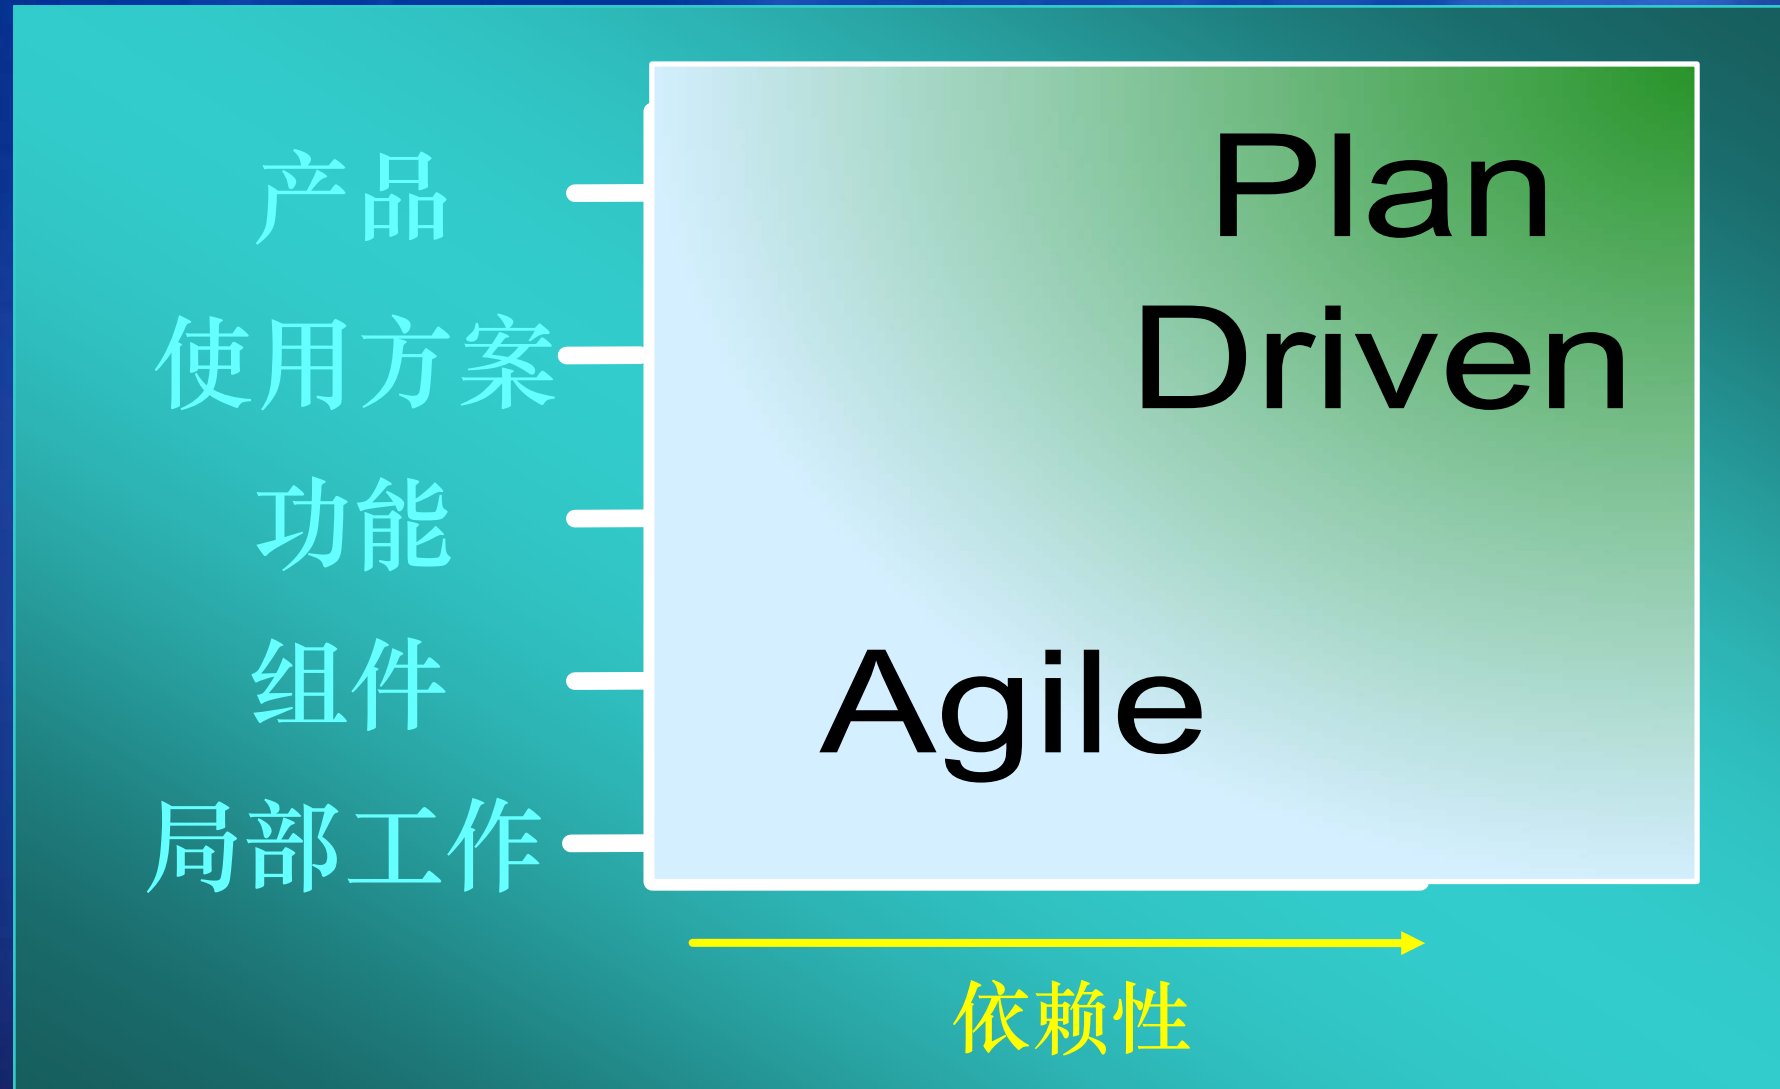 产品
使用方案
功能
组件
局部工作
Plan
Driven
Agile
依赖性